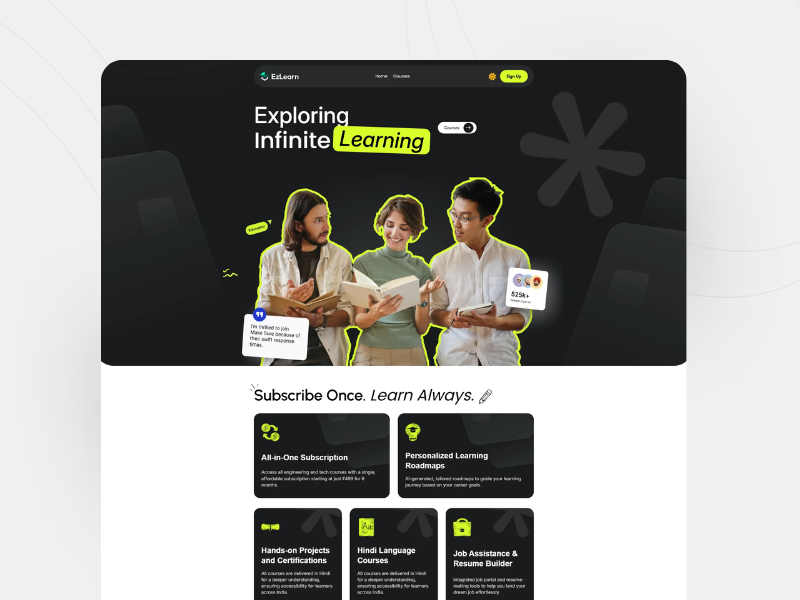 EzLearn
Home Courses
Sign Up
Exploring
Infinite Learning
Courses
525k+
I'm thrilled to join
Make Sure because of
their swift response
times.
Subscribe Once. Learn Always.
All-in-One Subscription
Access all engineering and tech courses with a single,
affordable subscription starting at just ₹499 for 6
months.
Personalized Learning
Roadmaps
AI-generated, tailored roadmaps to guide your learning
journey based on your career goals.
Hands-on Projects
and Certifications
All courses are delivered in Hindi
for a deeper understanding,
ensuring accessibility for learners
across India.
Aa
Hindi Language
Courses
All courses are delivered in Hindi
for a deeper understanding,
ensuring accessibility for learners
across India.
Job Assistance &
Resume Builder
Integrated job portal and resume-
making tools to help you land your
dream job effortlessly.